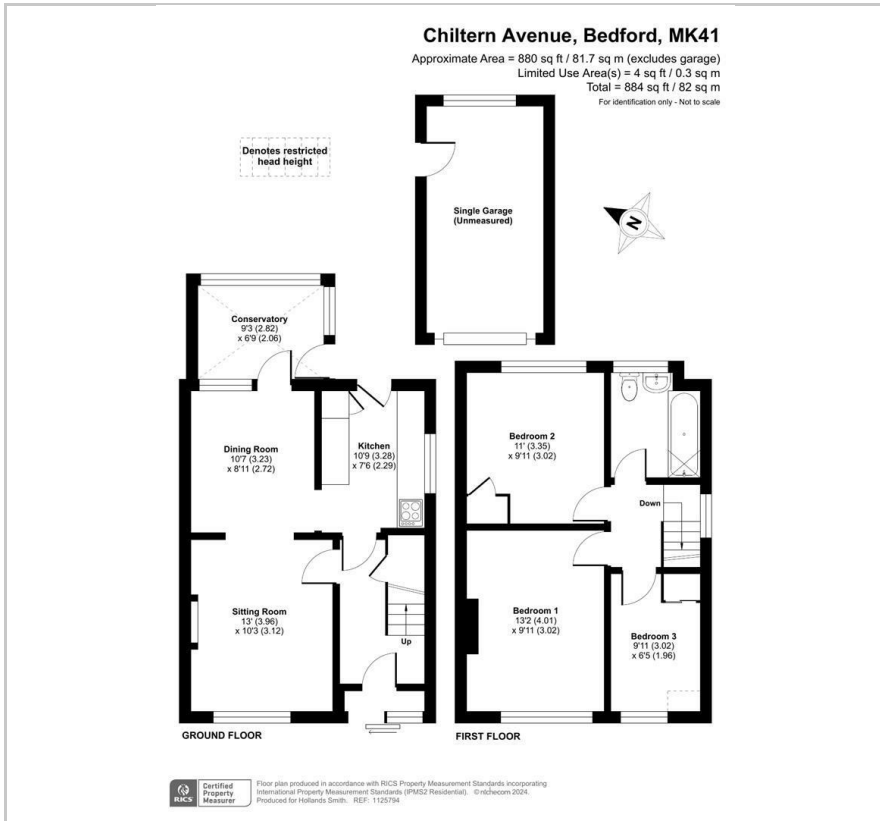 Chiltern Avenue, Bedford, MK41
Approximate Area = 880 sq ft / 81.7 sq m (excludes garage)
Limited Use Area(s) = 4 sq ft / 0.3 sq m
Total = 884 sq ft / 82 sq m
For identification only - Not to scale
Denotes restricted
head height
Single Garage
(Unmeasured)
N
Conservatory
9'3 (2.82)
x 6'9 (2.06)
Dining Room
10'7 (3.23)
x 8'11 (2.72)
Kitchen
10'9 (3.28)
x 7'6 (2.29)
Sitting Room
13' (3.96)
x 10'3 (3.12)
Up
GROUND FLOOR
Bedroom 2
11' (3.35)
x 9'11 (3.02)
Down
Bedroom 1
13'2 (4.01)
x 9'11 (3.02)
Bedroom 3
9'11 (3.02)
x 6'5 (1.96)
FIRST FLOOR
RICS
Certified
Property
Measurer
Floor plan produced in accordance with RICS Property Measurement Standards incorporating
International Property Measurement Standards (IPMS2 Residential). © nichecom 2024.
Produced for Hollands Smith. REF: 1125794